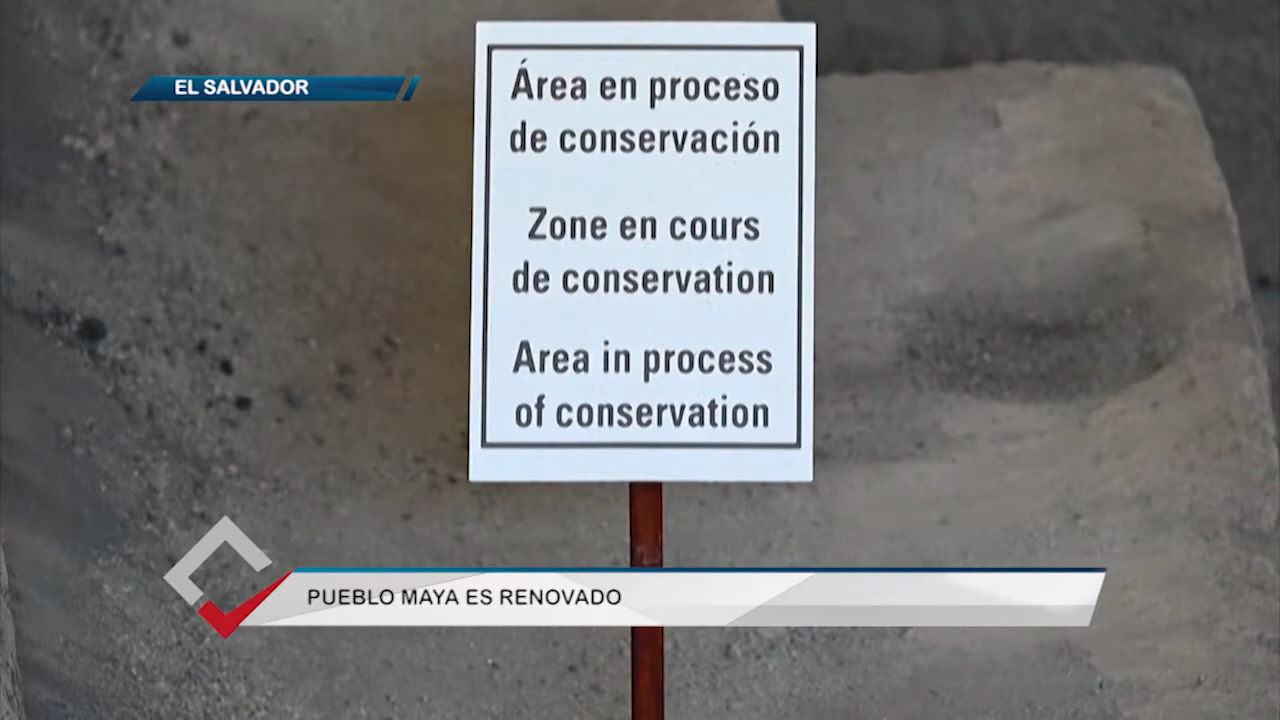 EL SALVADOR
Área en proceso
de conservación
Zone en cours
de conservation
Area in process
of conservation
PUEBLO MAYA ES RENOVADO